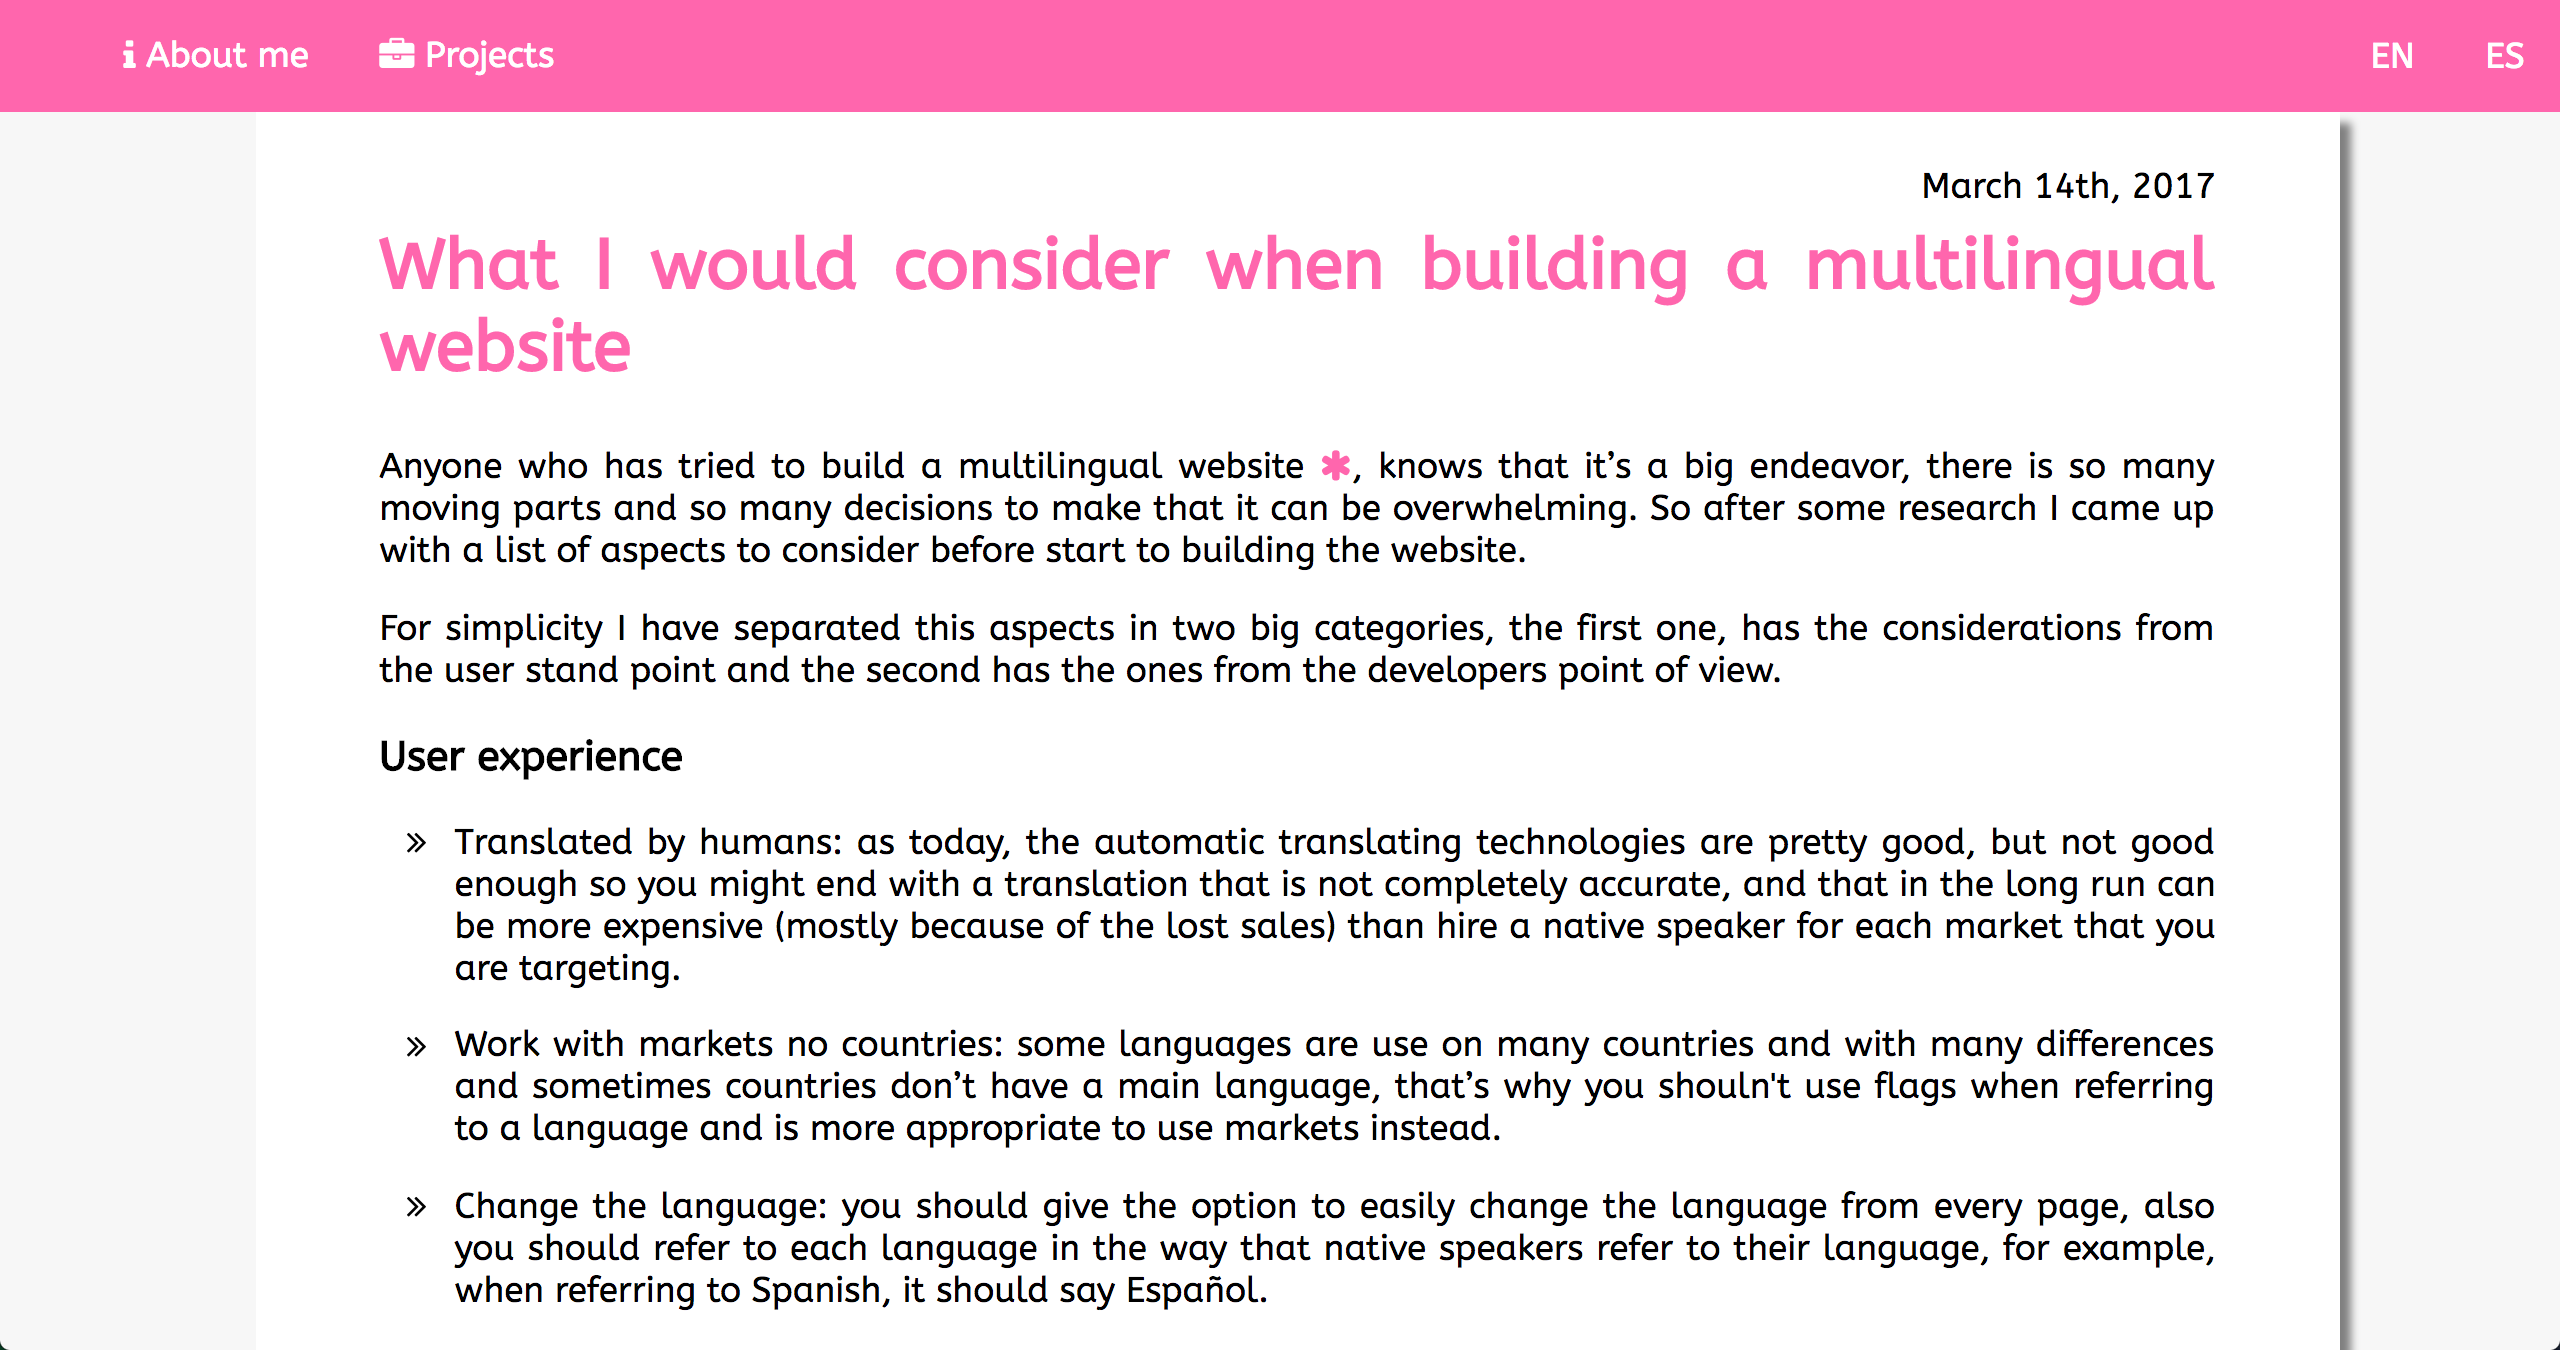 About me
Projects
EN
ES
March 14th, 2017
What I would consider when building a multilingual
website
Anyone who has tried to build a multilingual website *, knows that it’s a big endeavor, there is so many
moving parts and so many decisions to make that it can be overwhelming. So after some research I came up
with a list of aspects to consider before start to building the website.
For simplicity I have separated this aspects in two big categories, the first one, has the considerations from
the user stand point and the second has the ones from the developers point of view.
User experience
» Translated by humans: as today, the automatic translating technologies are pretty good, but not good
enough so you might end with a translation that is not completely accurate, and that in the long run can
be more expensive (mostly because of the lost sales) than hire a native speaker for each market that you
are targeting.
» Work with markets no countries: some languages are use on many countries and with many differences
and sometimes countries don’t have a main language, that’s why you shouln't use flags when referring
to a language and is more appropriate to use markets instead.
» Change the language: you should give the option to easily change the language from every page, also
you should refer to each language in the way that native speakers refer to their language, for example,
when referring to Spanish, it should say Español.